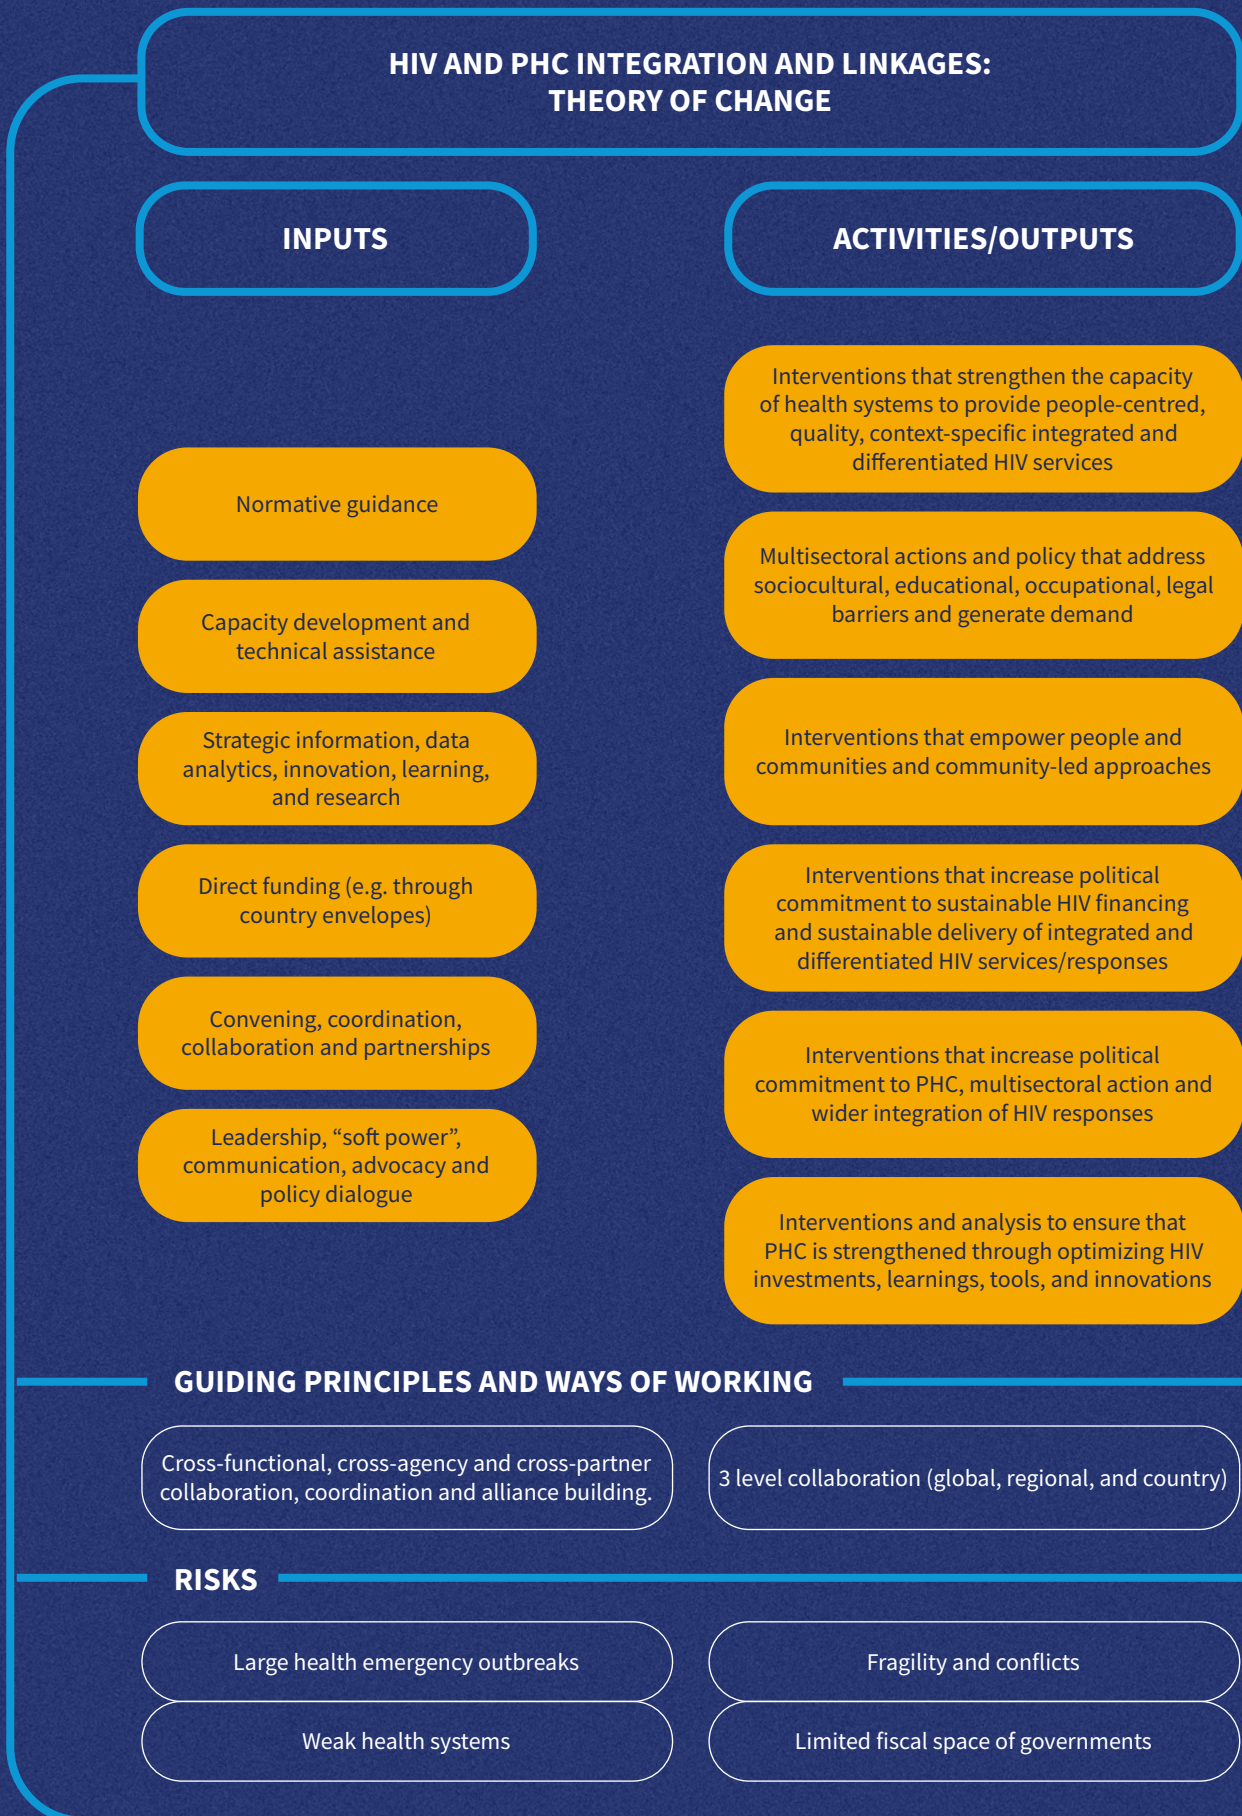 HIV AND PHC INTEGRATION AND LINKAGES:
THEORY OF CHANGE
INPUTS
Normative guidance
Capacity development and
technical assistance
Strategic information, data
analytics, innovation, learning,
and research
Direct funding (e.g. through
country envelopes)
Convening, coordination,
collaboration and partnerships
Leadership, “soft power”,
communication, advocacy and
policy dialogue
ACTIVITIES/OUTPUTS
Interventions that strengthen the capacity
of health systems to provide people-centred,
quality, context-specific integrated and
differentiated HIV services
Multisectoral actions and policy that address
sociocultural, educational, occupational, legal
barriers and generate demand
Interventions that empower people and
communities and community-led approaches
Interventions that increase political
commitment to sustainable HIV financing
and sustainable delivery of integrated and
differentiated HIV services/responses
Interventions that increase political
commitment to PHC, multisectoral action and
wider integration of HIV responses
Interventions and analysis to ensure that
PHC is strengthened through optimizing HIV
investments, learnings, tools, and innovations
GUIDING PRINCIPLES AND WAYS OF WORKING
Cross-functional, cross-agency and cross-partner
collaboration, coordination and alliance building.
3 level collaboration (global, regional, and country)
RISKS
Large health emergency outbreaks
Fragility and conflicts
Weak health systems
Limited fiscal space of governments